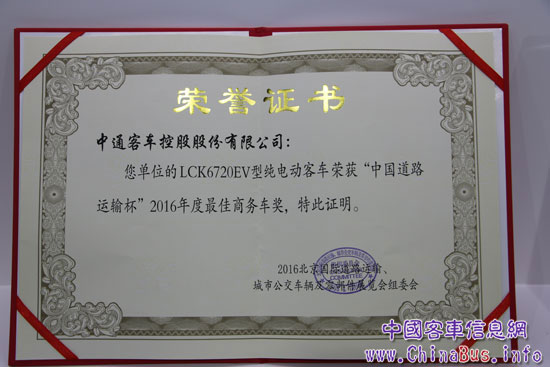 荣誉证书
中通客车控股股份有限公司：
您单位的LCK6720EV型纯电动客车荣获“中国道路
运输杯”2016年度最佳商务车奖，特此证明。
2016北京国际道路运输、
城市公交车辆及零部件展览会组委会
COMMITTEE
中國客車信息網
www.ChinaBus.info